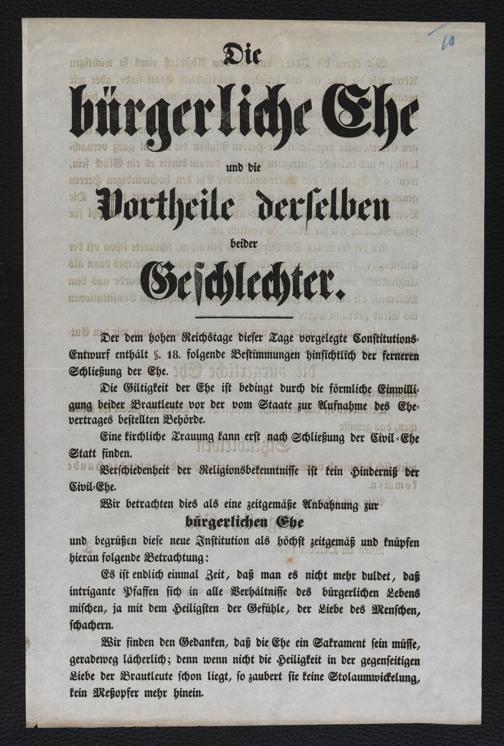 10
Die
bürgerliche Ehe
und die
Vortheile derselben
beider
Geschlechter.
Der dem hohen Reichstage dieser Tage vorgelegte Constitutions-
Entwurf enthält §. 18. folgende Bestimmungen hinsichtlich der ferneren
Schließung der Ehe.
Die Giltigkeit der Ehe ist bedingt durch die förmliche Einwilli-
gung beider Brautleute vor der vom Staate zur Aufnahme des Ehe-
vertrages bestellten Behörde.
Eine kirchliche Trauung kann erst nach Schließung der Civil-Ehe
Statt finden.
Verschiedenheit der Religionsbekenntnisse ist kein Hinderniß der
Civil-Ehe.
Wir betrachten dies als eine zeitgemäße Anbahnung zur
bürgerlichen Ehe
und begrüßen diese neue Institution als höchst zeitgemäß und knüpfen
hieran folgende Betrachtung:
Es ist endlich einmal Zeit, daß man es nicht mehr duldet, daß
intrigante Pfaffen sich in alle Verhältnisse des bürgerlichen Lebens
mischen, ja mit dem Heiligsten der Gefühle, der Liebe des Menschen,
schachern.
Wir finden den Gedanken, daß die Ehe ein Sakrament sein müsse,
geradeweg lächerlich; denn wenn nicht die Heiligkeit in der gegenseitigen
Liebe der Brautleute schon liegt, so zaubert sie keine Stolaumwickelung,
kein Meßopfer mehr hinein.